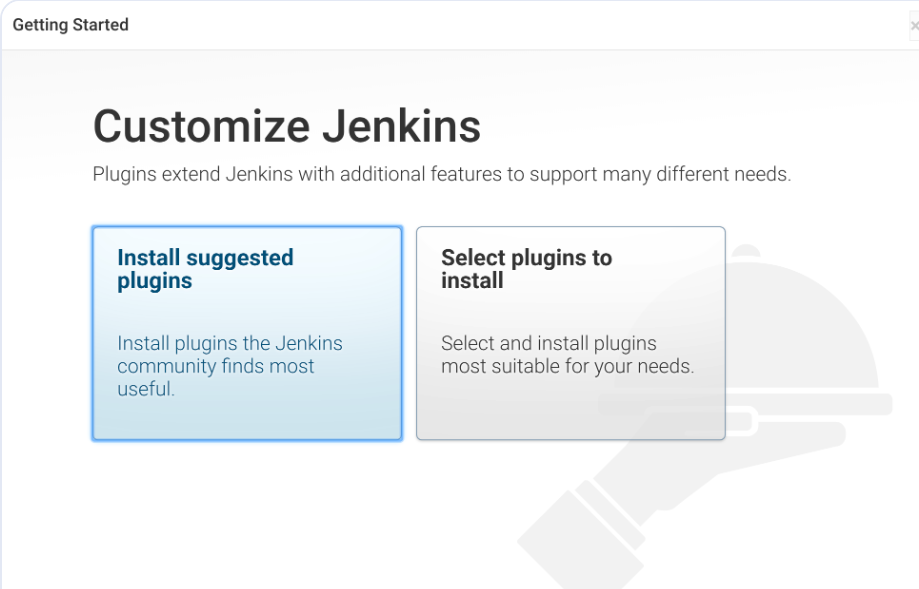 Getting Started
Customize Jenkins
Plugins extend Jenkins with additional features to support many different needs.
Install suggested
plugins
Install plugins the Jenkins
community finds most
useful.
Select plugins to
install
Select and install plugins
most suitable for your needs.